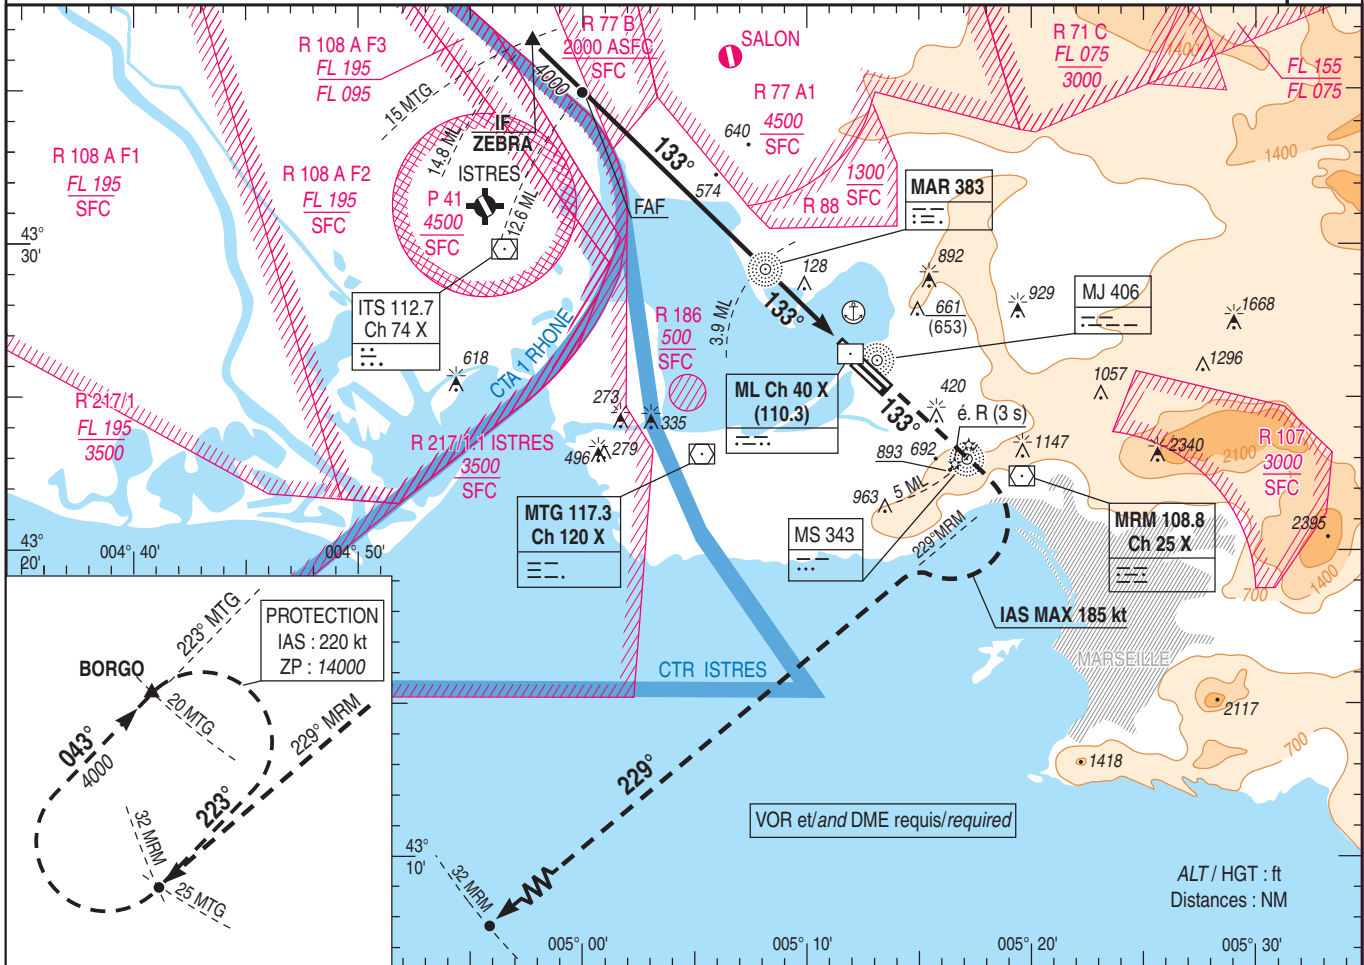 R 108 A F3
FL 195
FL 095
R 77 B
2000 ASFC
SFC
SALON
R 71 C
FL 075
3000
1400
FL 155
FL 075
15 MTG
4000
14.8 ML
IF
ZEBRA
R 77 A1
4500
SFC
640
133°
574
1400
R 108 A F1
FL 195
SFC
R 108 A F2
FL 195
SFC
ISTRES
P 41
4500
SFC
12.6 ML
FAF
1300
SFC
R 88
MAR 383
43°
30'
ITS 112.7
Ch 74 X
CTA 1 RHONE
R 186
500
SFC
3.9 ML
133°
128
892
661
(653)
929
MJ 406
1668
618
1296
1057
R 217/1
FL 195
3500
R 217/1.1 ISTRES
3500
SFC
273
335
496
279
ML Ch 40 X
(110.3)
133°
420
é. R (3 s)
893
692
1147
2340
2100
R 107
3000
SFC
963
5 ML
MTG 117.3
Ch 120 X
MS 343
229°MRM
MRM 108.8
Ch 25 X
2395
43°
20'
004° 40'
004° 50'
700
1400
IAS MAX 185 kt
MARSEILLE
PROTECTION
IAS : 220 kt
ZP : 14000
223° MTG
BORGO
20 MTG
229° MRM
043°
4000
223°
32 MRM
25 MTG
CTR ISTRES
2117
700
1418
229°
VOR et/and DME requis/required
43°
10'
32 MRM
ALT / HGT : ft
Distances : NM
005° 00'
005° 10'
005° 20'
005° 30'